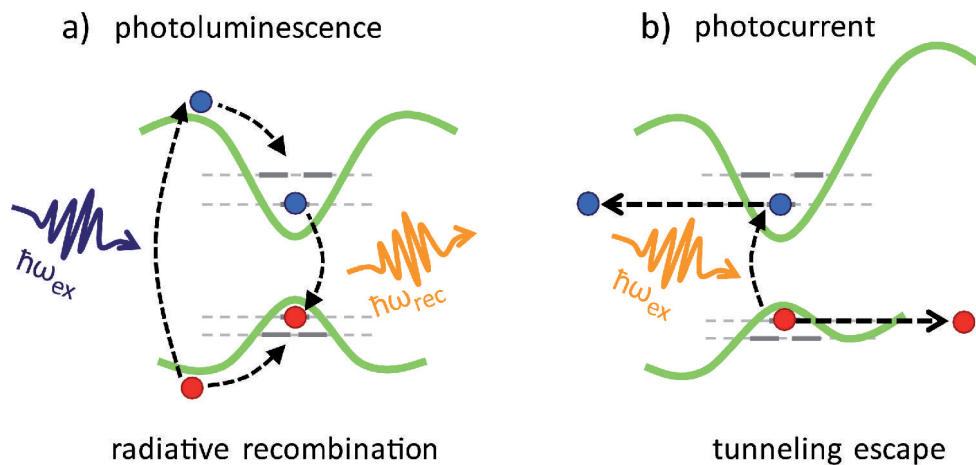 a) photoluminescence
b) photocurrent
ħω_ex
ħω_rec
ħω_ex
radiative recombination
tunneling escape